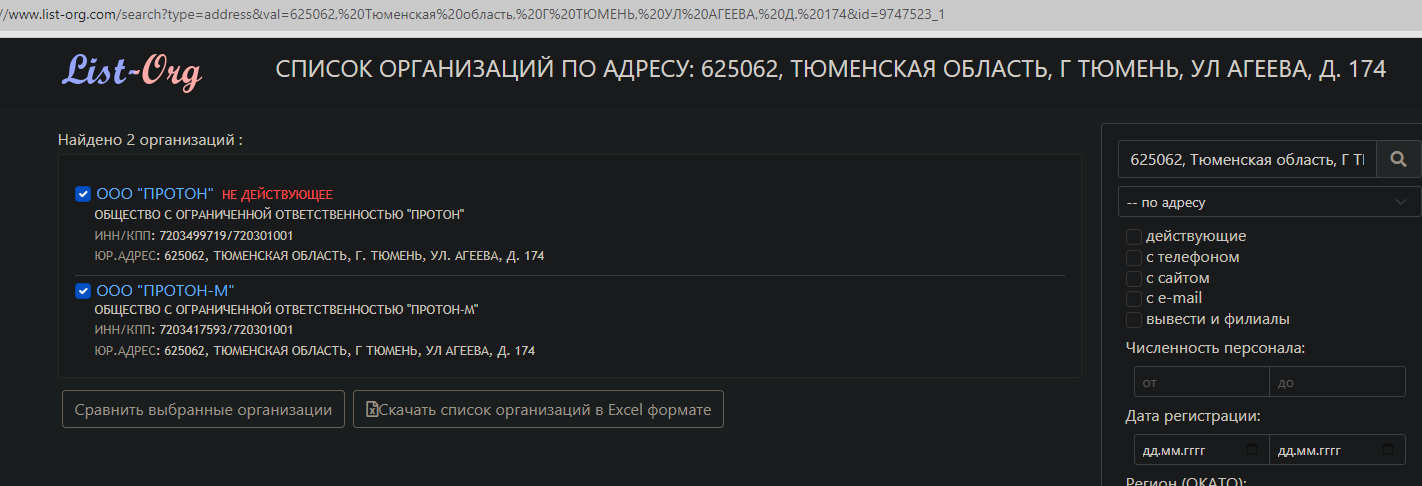 //www.list-org.com/search?type=address&val=625062,%20Тюменская%20область,%20Г%20ТЮМЕНЬ,%20УЛ%20АГЕЕВА,%20Д.%20174&id=9747523_1
List-Org
СПИСОК ОРГАНИЗАЦИЙ ПО АДРЕСУ: 625062, ТЮМЕНСКАЯ ОБЛАСТЬ, Г ТЮМЕНЬ, УЛ АГЕЕВА, Д. 174
Найдено 2 организаций :
ООО "ПРОТОН" НЕ ДЕЙСТВУЮЩЕЕ
ОБЩЕСТВО С ОГРАНИЧЕННОЙ ОТВЕТСТВЕННОСТЬЮ "ПРОТОН"
ИНН/КПП: 7203499719/720301001
ЮР.АДРЕС: 625062, ТЮМЕНСКАЯ ОБЛАСТЬ, Г. ТЮМЕНЬ, УЛ. АГЕЕВА, Д. 174
ООО "ПРОТОН-М"
ОБЩЕСТВО С ОГРАНИЧЕННОЙ ОТВЕТСТВЕННОСТЬЮ "ПРОТОН-М"
ИНН/КПП: 7203417593/720301001
ЮР.АДРЕС: 625062, ТЮМЕНСКАЯ ОБЛАСТЬ, Г ТЮМЕНЬ, УЛ АГЕЕВА, Д. 174
Сравнить выбранные организации
Скачать список организаций в Excel формате
625062, Тюменская область, Г
-- по адресу
действующие
с телефоном
с сайтом
с e-mail
вывести и филиалы
Численность персонала:
от до
Дата регистрации:
дд.мм.гггг дд.мм.гггг
Регион (ОКАТО):